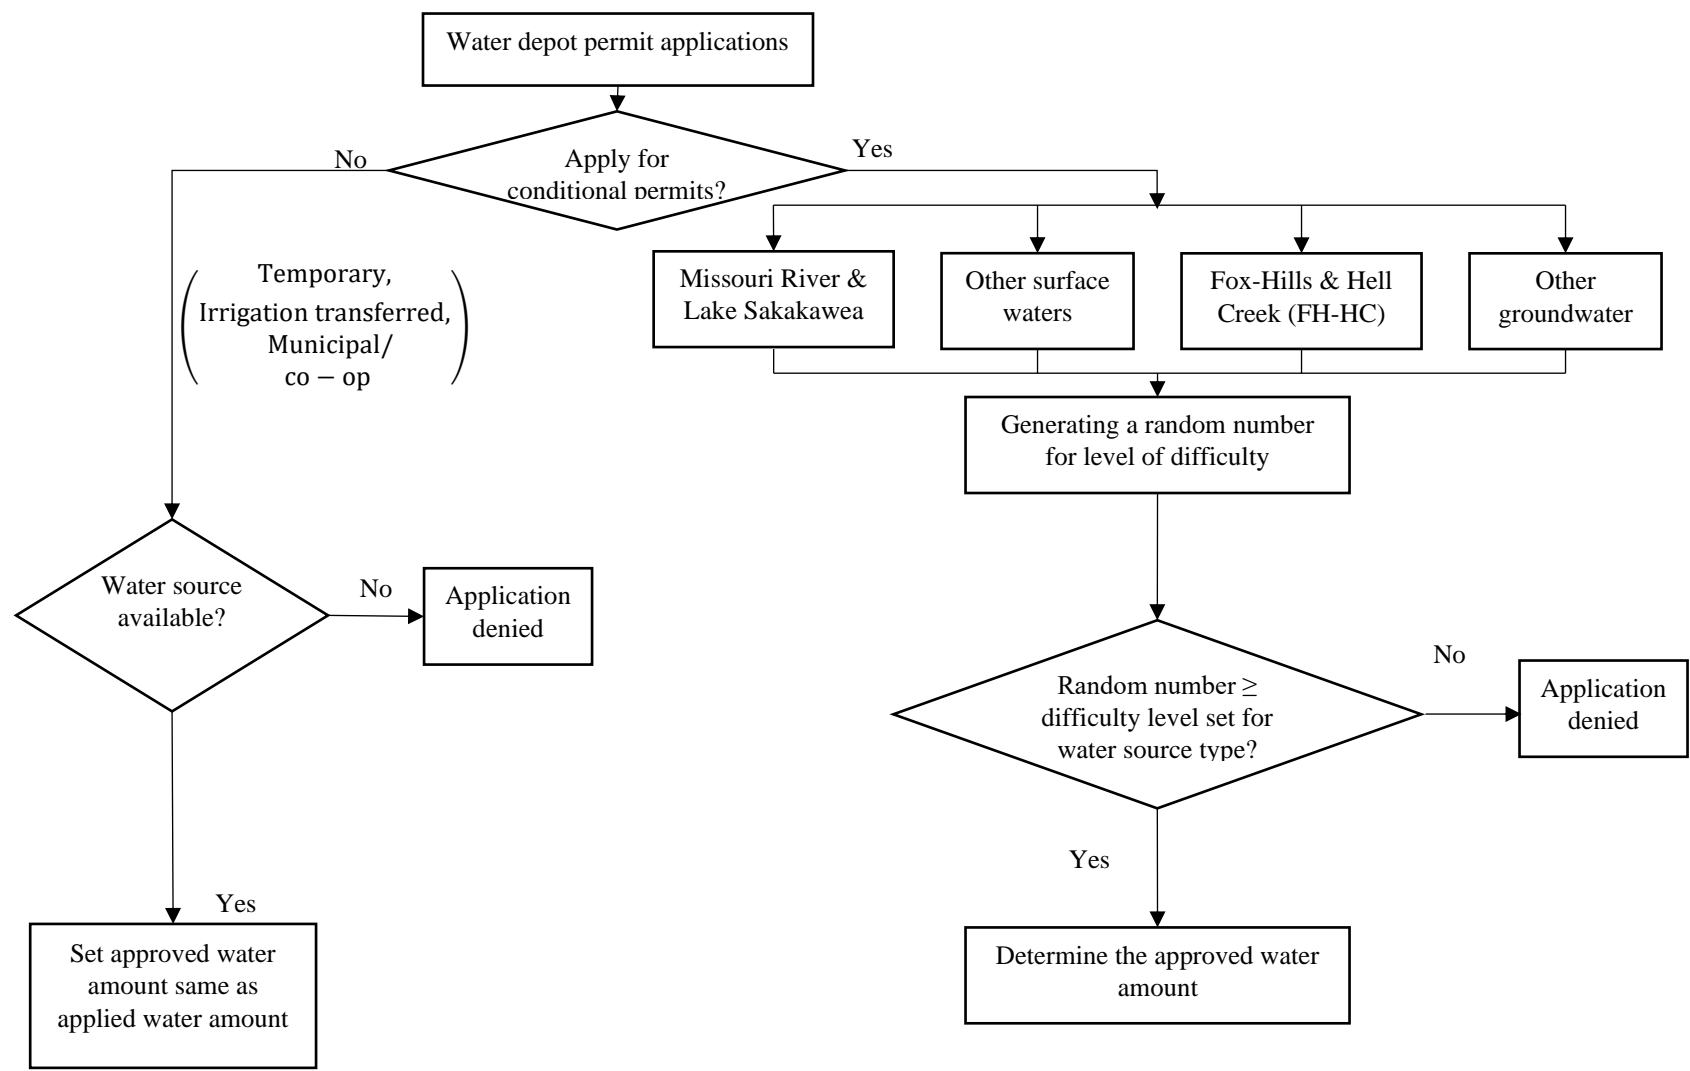 Water depot permit applications
No
Yes
Apply for
conditional permits?
Temporary,
Irrigation transferred,
Municipal/
co – op
Missouri River &
Lake Sakakawea
Other surface
waters
Fox-Hills & Hell
Creek (FH-HC)
Other
groundwater
Generating a random number
for level of difficulty
Water source
available?
No
Application
denied
Random number ≥
difficulty level set for
water source type?
No
Application
denied
Yes
Yes
Set approved water
amount same as
applied water amount
Determine the approved water
amount